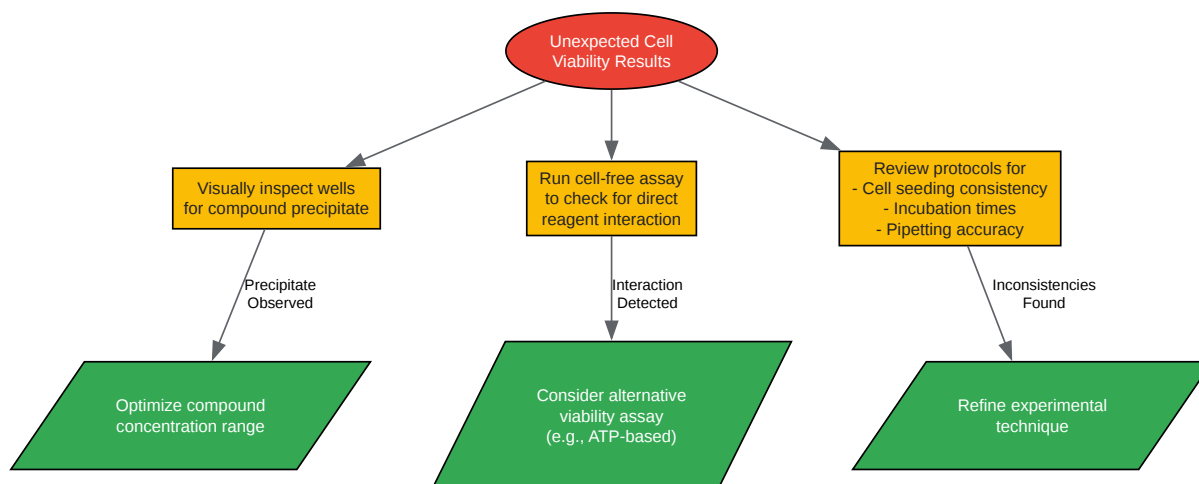 Unexpected Cell
Viability Results
Visually inspect wells
for compound precipitate
Run cell-free assay
to check for direct
reagent interaction
Review protocols for
- Cell seeding consistency
- Incubation times
- Pipetting accuracy
Precipitate
Observed
Interaction
Detected
Inconsistencies
Found
Optimize compound
concentration range
Consider alternative
viability assay
(e.g., ATP-based)
Refine experimental
technique